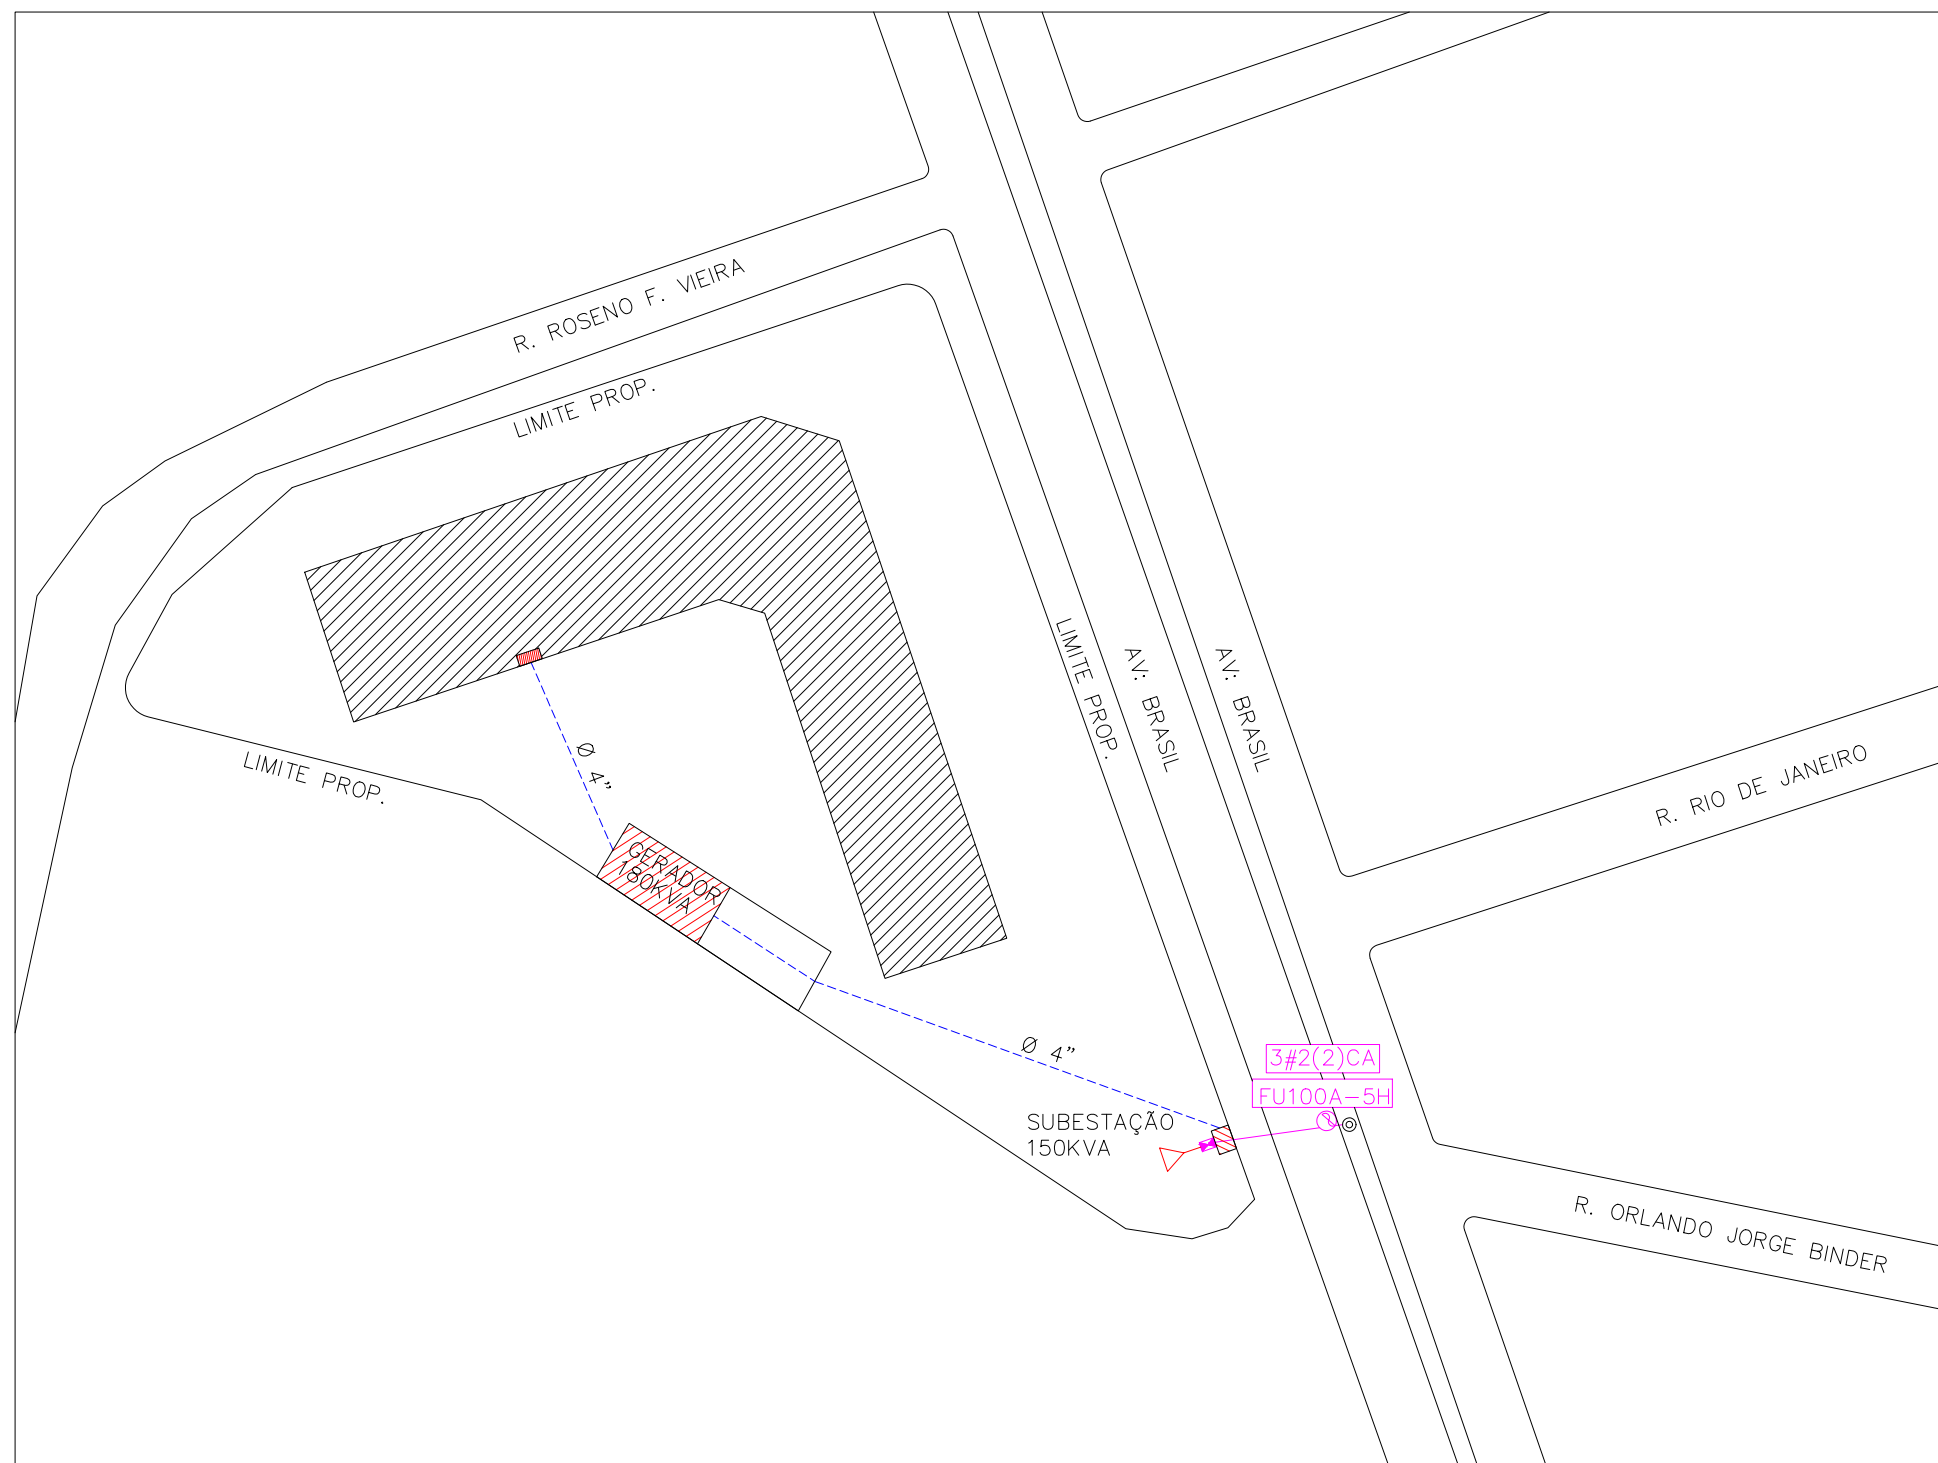 R. ROSENO F. VIEIRA
LIMITE PROP.
LIMITE PROP.
AV: BRASIL
AV: BRASIL
Ø 4"
LIMITE PROP.
R. RIO DE JANEIRO
GERADOR
180KVA
Ø 4"
3#2(2)CA
FU100A-5H
SUBESTAÇÃO
150KVA
R. ORLANDO JORGE BINDER